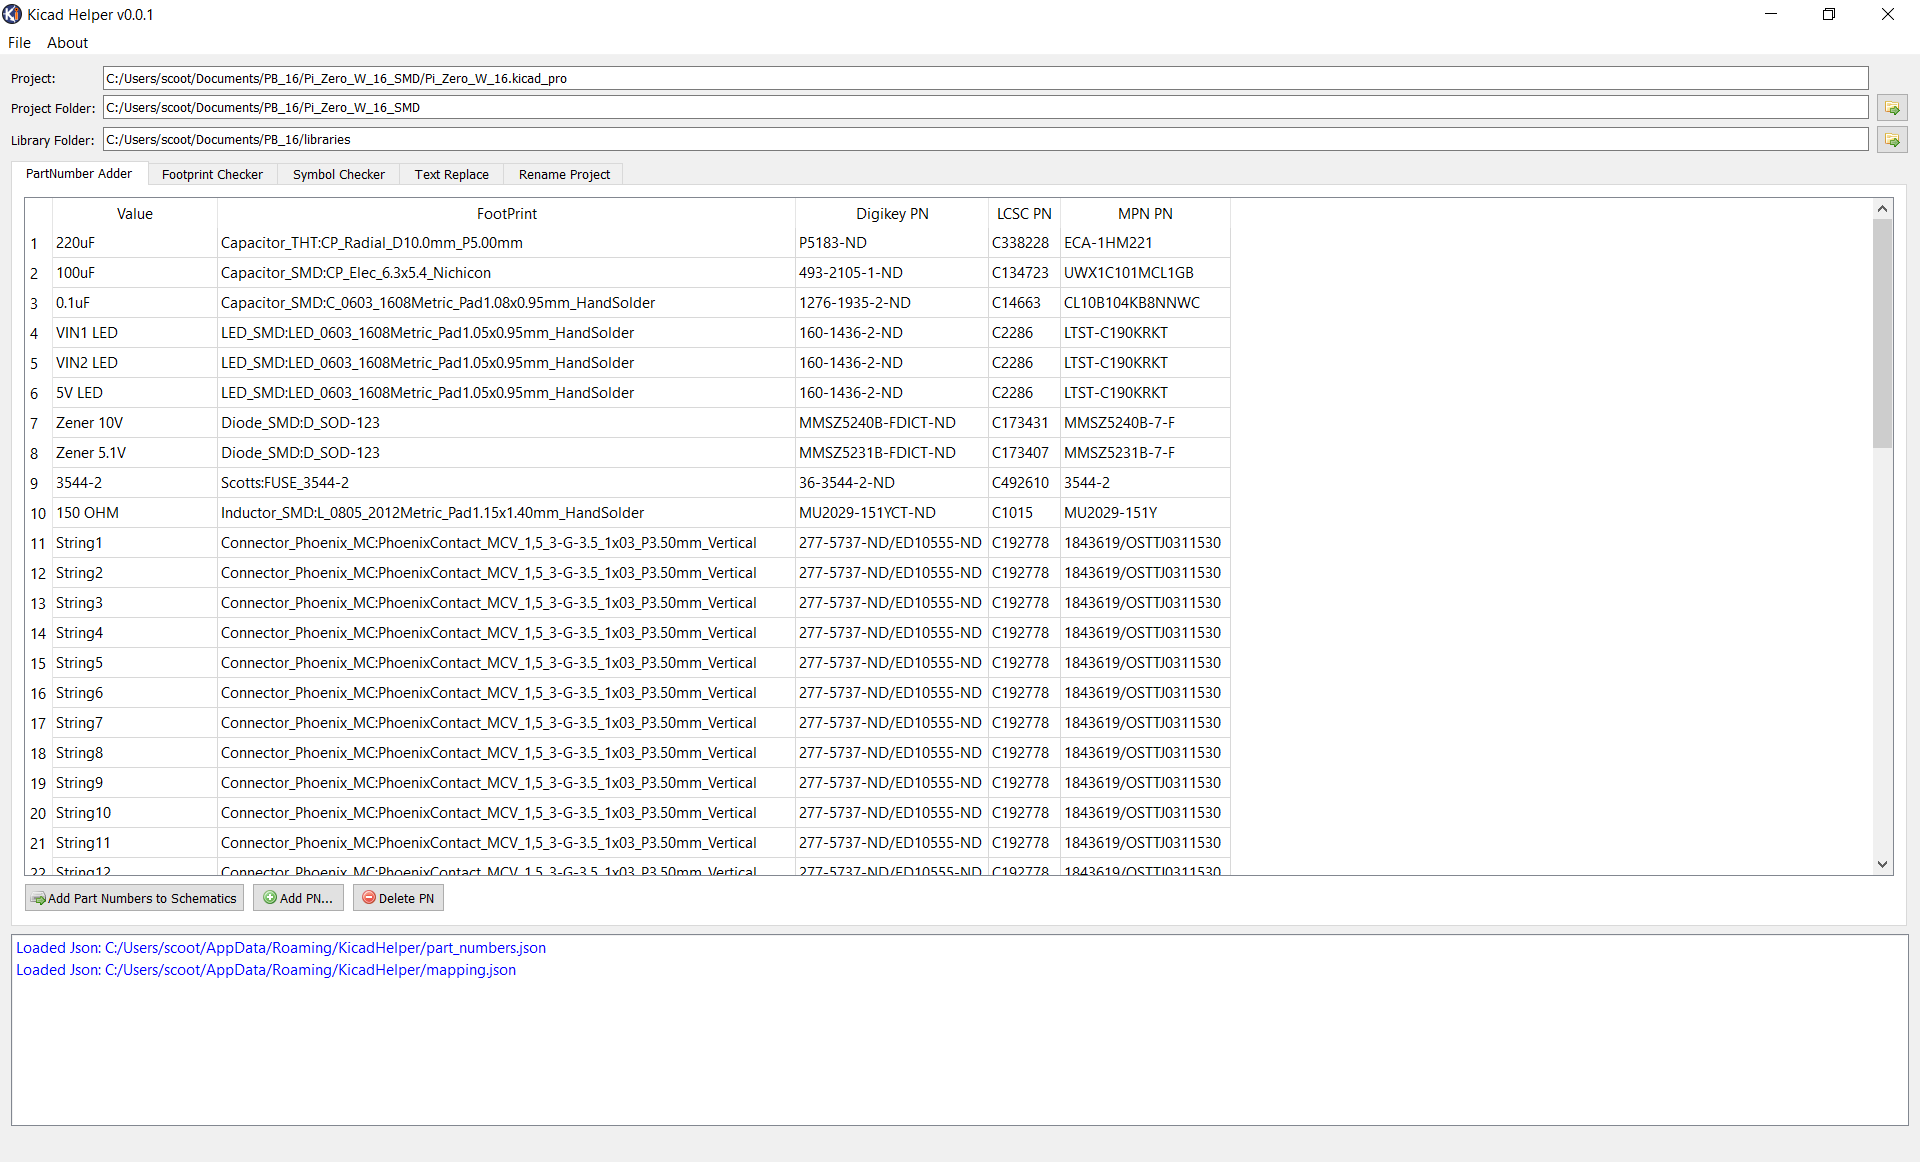 Kicad Helper v0.0.1
File About
Project: C:/Users/scoot/Documents/PB_16/Pi_Zero_W_16_SMD/Pi_Zero_W_16.kicad_pro
Project Folder: C:/Users/scoot/Documents/PB_16/Pi_Zero_W_16_SMD
Library Folder: C:/Users/scoot/Documents/PB_16/libraries
PartNumber Adder Footprint Checker Symbol Checker Text Replace Rename Project
Value FootPrint Digikey PN LCSC PN MPN PN
1 220uF Capacitor_THT:CP_Radial_D10.0mm_P5.00mm P5183-ND C338228 ECA-1HM221
2 100uF Capacitor_SMD:CP_Elec_6.3x5.4_Nichicon 493-2105-1-ND C134723 UWX1C101MCL1GB
3 0.1uF Capacitor_SMD:C_0603_1608Metric_Pad1.08x0.95mm_HandSolder 1276-1935-2-ND C14663 CL10B104KB8NNWC
4 VIN1 LED LED_SMD:LED_0603_1608Metric_Pad1.05x0.95mm_HandSolder 160-1436-2-ND C2286 LTST-C190KRKT
5 VIN2 LED LED_SMD:LED_0603_1608Metric_Pad1.05x0.95mm_HandSolder 160-1436-2-ND C2286 LTST-C190KRKT
6 5V LED LED_SMD:LED_0603_1608Metric_Pad1.05x0.95mm_HandSolder 160-1436-2-ND C2286 LTST-C190KRKT
7 Zener 10V Diode_SMD:D_SOD-123 MMSZ5240B-FDICT-ND C173431 MMSZ5240B-7-F
8 Zener 5.1V Diode_SMD:D_SOD-123 MMSZ5231B-FDICT-ND C173407 MMSZ5231B-7-F
9 3544-2 Scotts:FUSE_3544-2 36-3544-2-ND C492610 3544-2
10 150 OHM Inductor_SMD:L_0805_2012Metric_Pad1.15x1.40mm_HandSolder MU2029-151YCT-ND C1015 MU2029-151Y
11 String1 Connector_Phoenix_MC:PhoenixContact_MCV_1,5_3-G-3.5_1x03_P3.50mm_Vertical 277-5737-ND/ED10555-ND C192778 1843619/OSTTJ0311530
12 String2 Connector_Phoenix_MC:PhoenixContact_MCV_1,5_3-G-3.5_1x03_P3.50mm_Vertical 277-5737-ND/ED10555-ND C192778 1843619/OSTTJ0311530
13 String3 Connector_Phoenix_MC:PhoenixContact_MCV_1,5_3-G-3.5_1x03_P3.50mm_Vertical 277-5737-ND/ED10555-ND C192778 1843619/OSTTJ0311530
14 String4 Connector_Phoenix_MC:PhoenixContact_MCV_1,5_3-G-3.5_1x03_P3.50mm_Vertical 277-5737-ND/ED10555-ND C192778 1843619/OSTTJ0311530
15 String5 Connector_Phoenix_MC:PhoenixContact_MCV_1,5_3-G-3.5_1x03_P3.50mm_Vertical 277-5737-ND/ED10555-ND C192778 1843619/OSTTJ0311530
16 String6 Connector_Phoenix_MC:PhoenixContact_MCV_1,5_3-G-3.5_1x03_P3.50mm_Vertical 277-5737-ND/ED10555-ND C192778 1843619/OSTTJ0311530
17 String7 Connector_Phoenix_MC:PhoenixContact_MCV_1,5_3-G-3.5_1x03_P3.50mm_Vertical 277-5737-ND/ED10555-ND C192778 1843619/OSTTJ0311530
18 String8 Connector_Phoenix_MC:PhoenixContact_MCV_1,5_3-G-3.5_1x03_P3.50mm_Vertical 277-5737-ND/ED10555-ND C192778 1843619/OSTTJ0311530
19 String9 Connector_Phoenix_MC:PhoenixContact_MCV_1,5_3-G-3.5_1x03_P3.50mm_Vertical 277-5737-ND/ED10555-ND C192778 1843619/OSTTJ0311530
20 String10 Connector_Phoenix_MC:PhoenixContact_MCV_1,5_3-G-3.5_1x03_P3.50mm_Vertical 277-5737-ND/ED10555-ND C192778 1843619/OSTTJ0311530
21 String11 Connector_Phoenix_MC:PhoenixContact_MCV_1,5_3-G-3.5_1x03_P3.50mm_Vertical 277-5737-ND/ED10555-ND C192778 1843619/OSTTJ0311530
22 String12 Connector_Phoenix_MC:PhoenixContact_MCV_1,5_3-G-3.5_1x03_P3.50mm_Vertical 277-5737-ND/ED10555-ND C192778 1843619/OSTTJ0311530
Add Part Numbers to Schematics Add PN... Delete PN
Loaded Json: C:/Users/scoot/AppData/Roaming/KicadHelper/part_numbers.json
Loaded Json: C:/Users/scoot/AppData/Roaming/KicadHelper/mapping.json